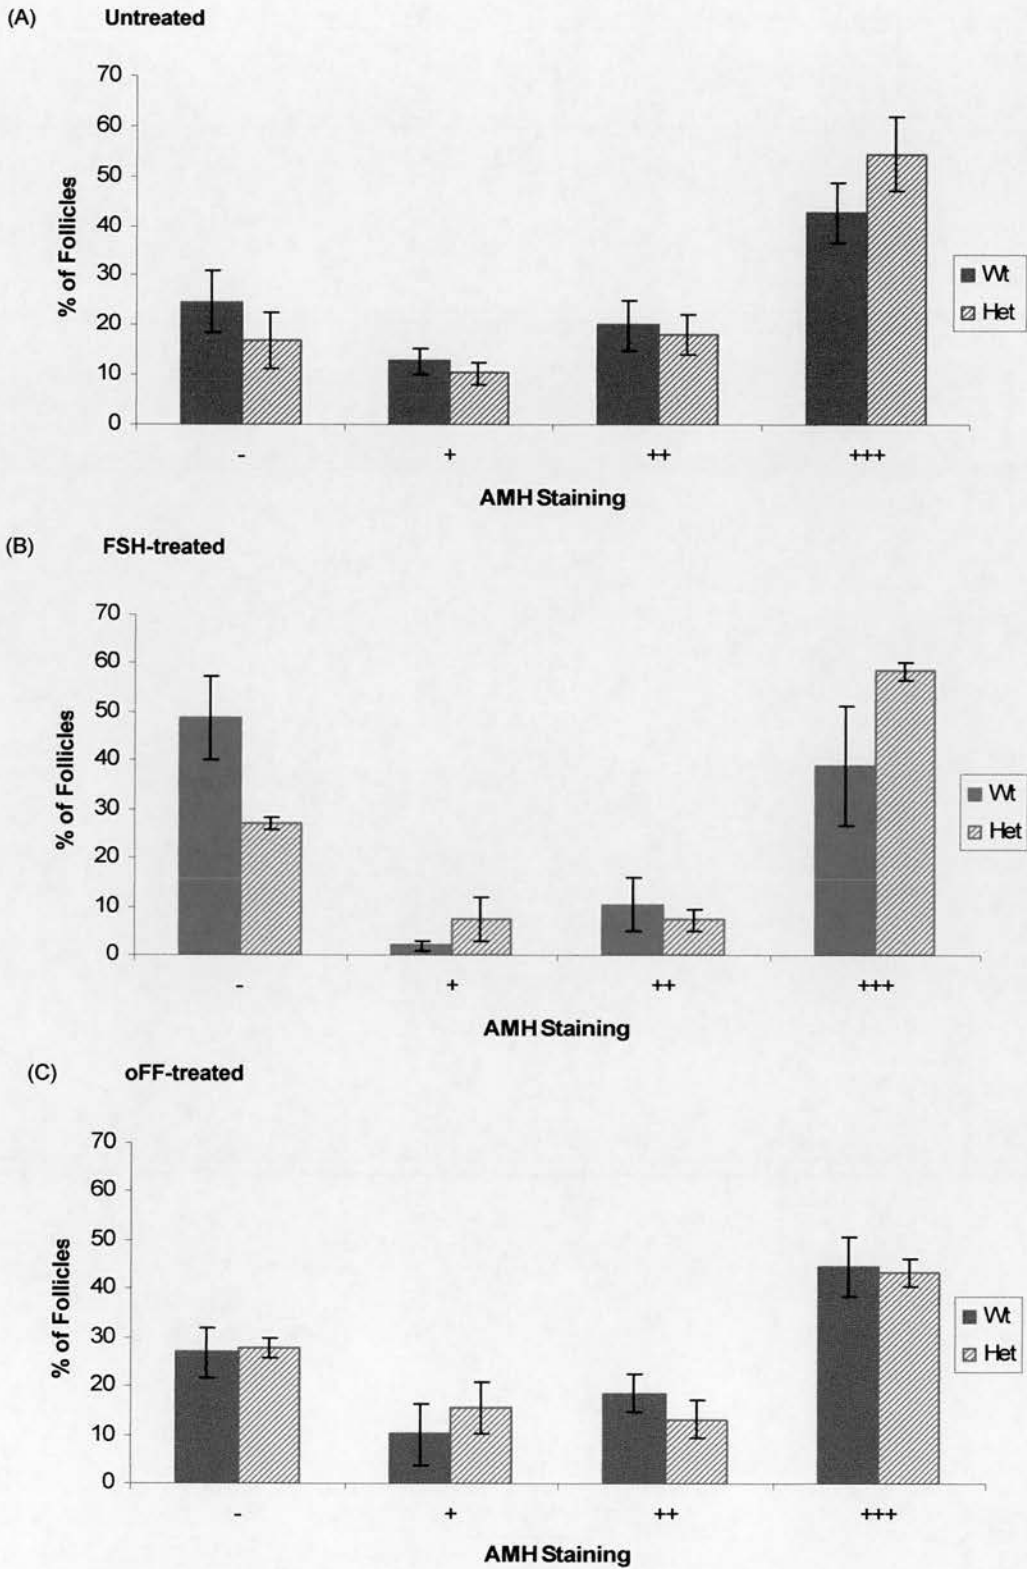 (A) Untreated
70
60
50
40
30
20
10
0
% of Follicles
- + ++ +++
AMH Staining
Wt
Het
(B) FSH-treated
70
60
50
40
30
20
10
0
% of Follicles
- + ++ +++
AMH Staining
Wt
Het
(C) oFF-treated
70
60
50
40
30
20
10
0
% of Follicles
- + ++ +++
AMH Staining
Wt
Het